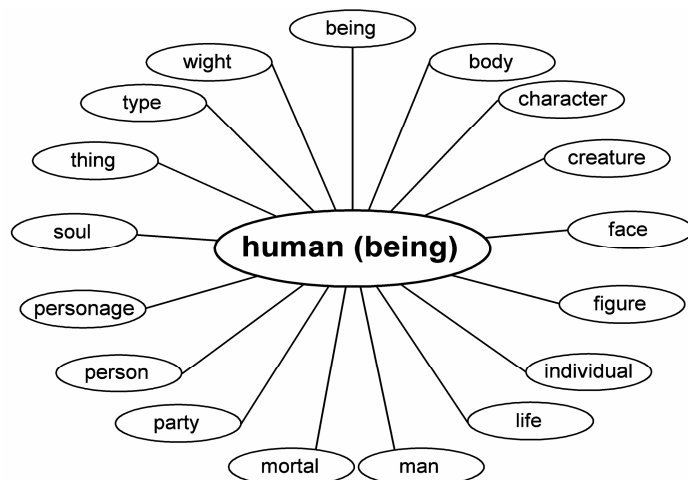 being
wight
body
type
character
thing
creature
soul
face
human (being)
personage
figure
person
individual
party
life
mortal
man